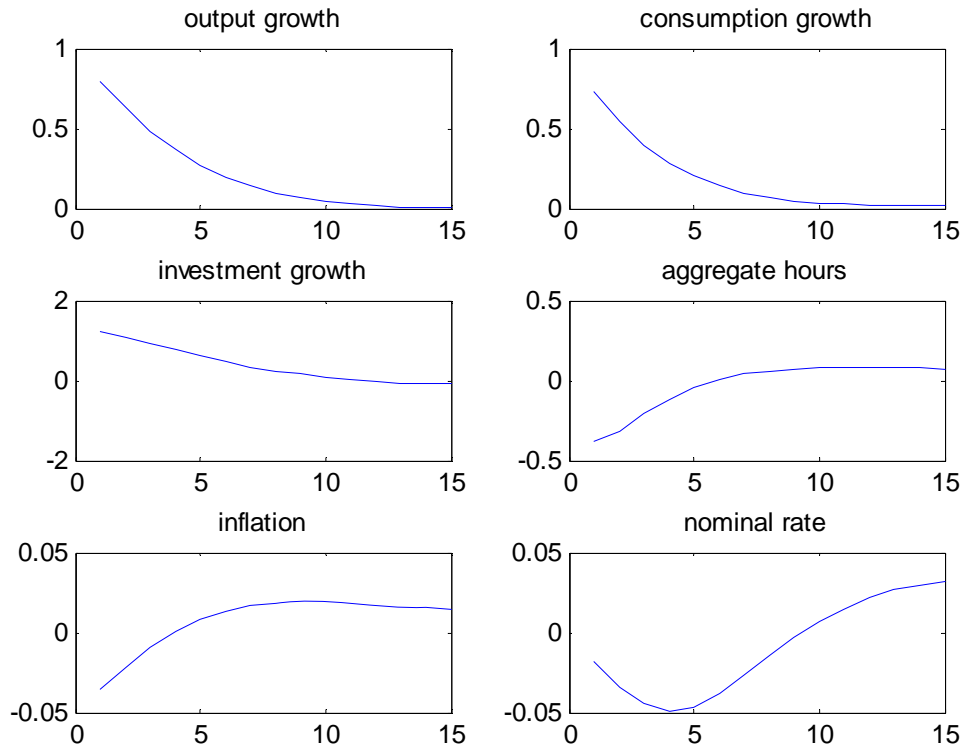 output growth
1
0.5
0
0 5 10 15
consumption growth
1
0.5
0
0 5 10 15
investment growth
2
0
-2
0 5 10 15
aggregate hours
0.5
0
-0.5
0 5 10 15
inflation
0.05
0
-0.05
0 5 10 15
nominal rate
0.05
0
-0.05
0 5 10 15